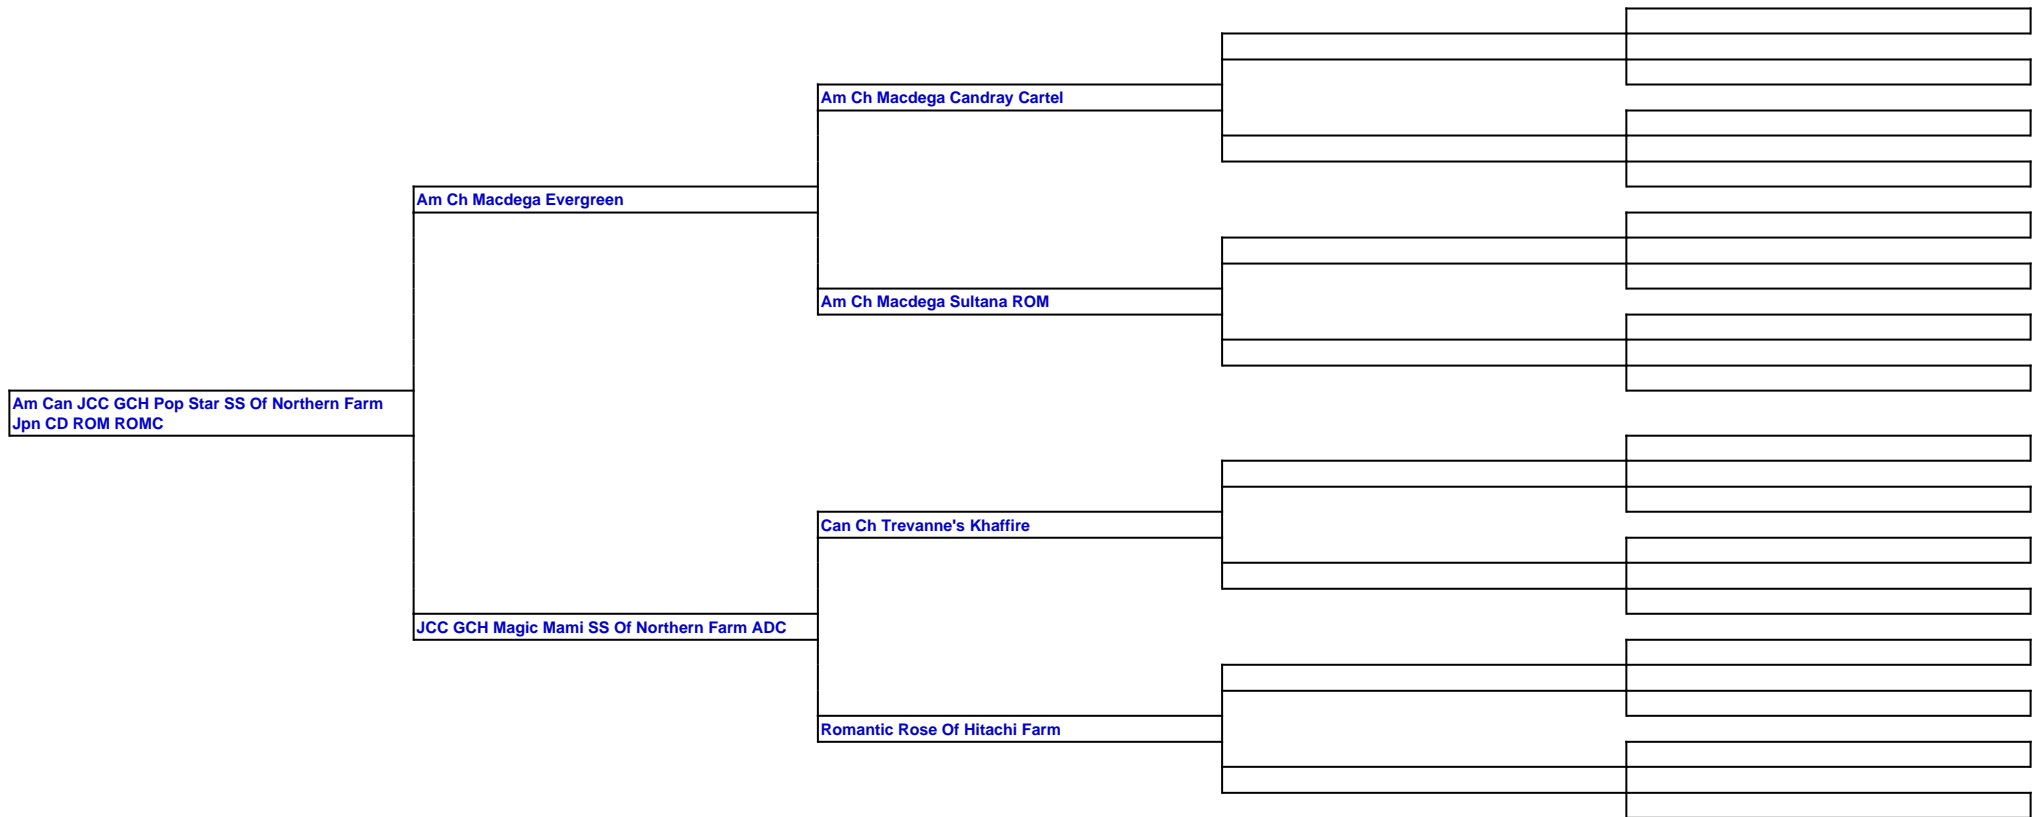 Am Ch Macdega Candray Cartel
Am Ch Macdega Evergreen
Am Ch Macdega Sultana ROM
Am Can JCC GCH Pop Star SS Of Northern Farm
Jpn CD ROM ROMC
Can Ch Trevanne's Khaffire
JCC GCH Magic Mami SS Of Northern Farm ADC
Romantic Rose Of Hitachi Farm